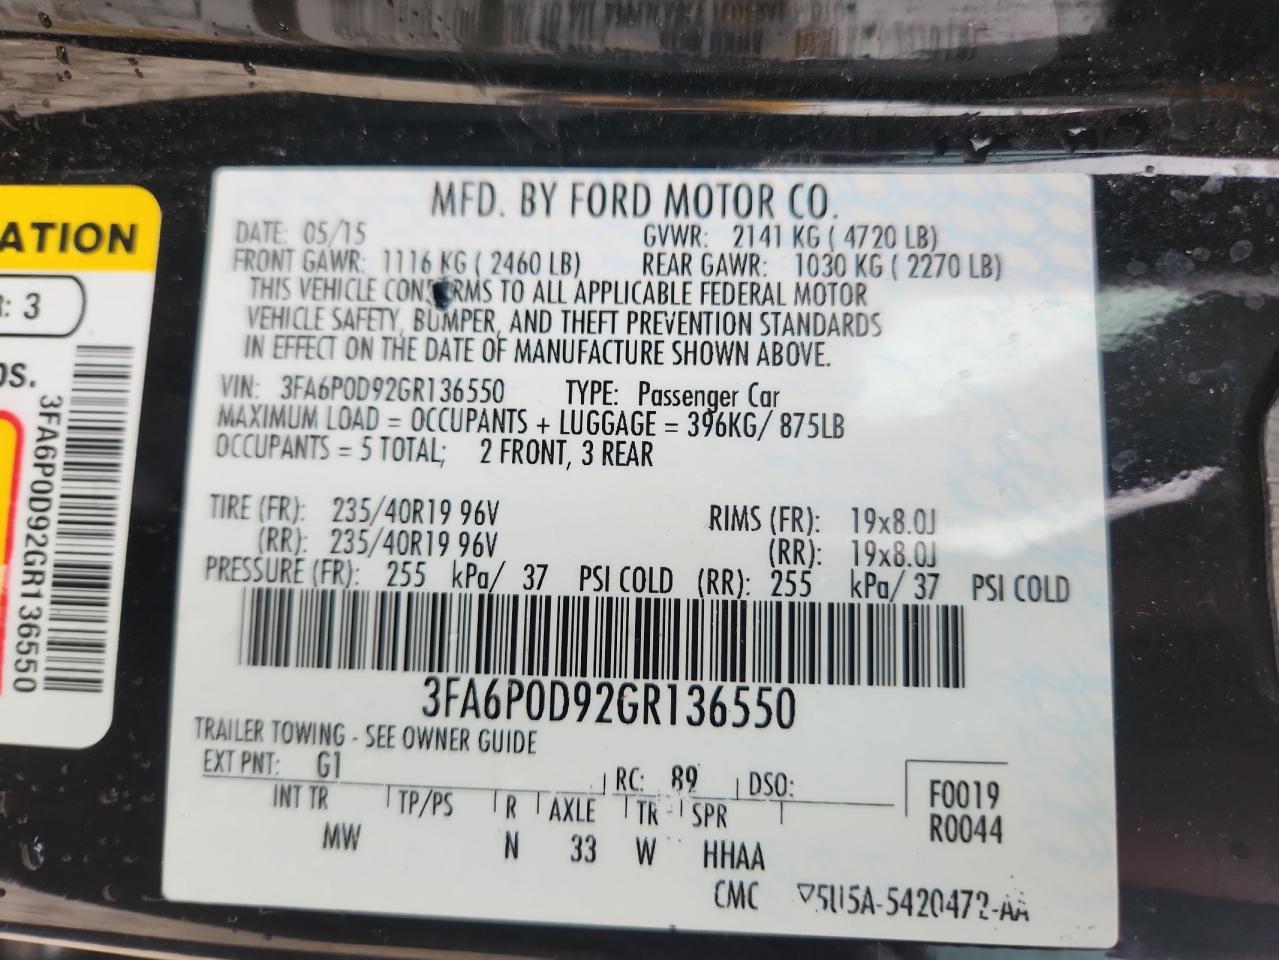 MFD. BY FORD MOTOR CO.
DATE: 05/15 GVWR: 2141 KG ( 4720 LB)
FRONT GAWR: 1116 KG ( 2460 LB) REAR GAWR: 1030 KG ( 2270 LB)
THIS VEHICLE CONFORMS TO ALL APPLICABLE FEDERAL MOTOR
VEHICLE SAFETY, BUMPER, AND THEFT PREVENTION STANDARDS
IN EFFECT ON THE DATE OF MANUFACTURE SHOWN ABOVE.
VIN: 3FA6P0D92GR136550 TYPE: Passenger Car
MAXIMUM LOAD = OCCUPANTS + LUGGAGE = 396KG/ 875LB
OCCUPANTS = 5 TOTAL; 2 FRONT, 3 REAR
TIRE (FR): 235/40R19 96V RIMS (FR): 19x8.0J
(RR): 235/40R19 96V (RR): 19x8.0J
PRESSURE (FR): 255 kPa/ 37 PSI COLD (RR): 255 kPa/ 37 PSI COLD
3FA6P0D92GR136550
TRAILER TOWING - SEE OWNER GUIDE
EXT PNT: G1 RC: 89 DSO:
INT TR TP/PS R AXLE TR SPR
MW N 33 W HHAA
F0019
R0044
CMC
5U5A-5420472-AA
ATION
: 3
OS.
3FA6P0D92GR136550